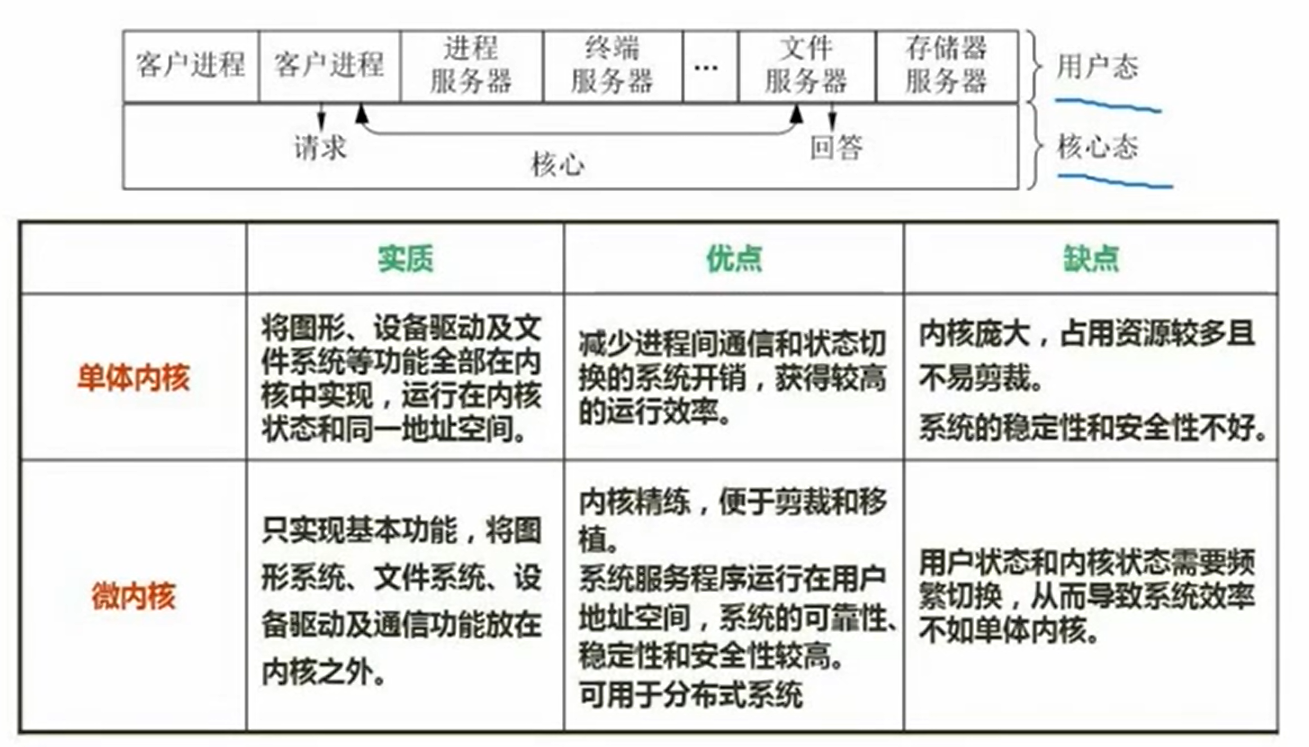 客户进程 客户进程 进程 终端 ... 文件 存储器
服务器 服务器 服务器 服务器
用户态
请求 回答
核心
核心态
实质 优点 缺点
单体内核
将图形、设备驱动及文
件系统等功能全部在内
核中实现，运行在内核
状态和同一地址空间。
减少进程间通信和状态切
换的系统开销，获得较高
的运行效率。
内核庞大，占用资源较多且
不易剪裁。
系统的稳定性和安全性不好。
微内核
只实现基本功能，将图
形系统、文件系统、设
备驱动及通信功能放在
内核之外。
内核精练，便于剪裁和移
植。
系统服务程序运行在用户
地址空间，系统的可靠性、
稳定性和安全性较高。
可用于分布式系统
用户状态和内核状态需要频
繁切换，从而导致系统效率
不如单体内核。